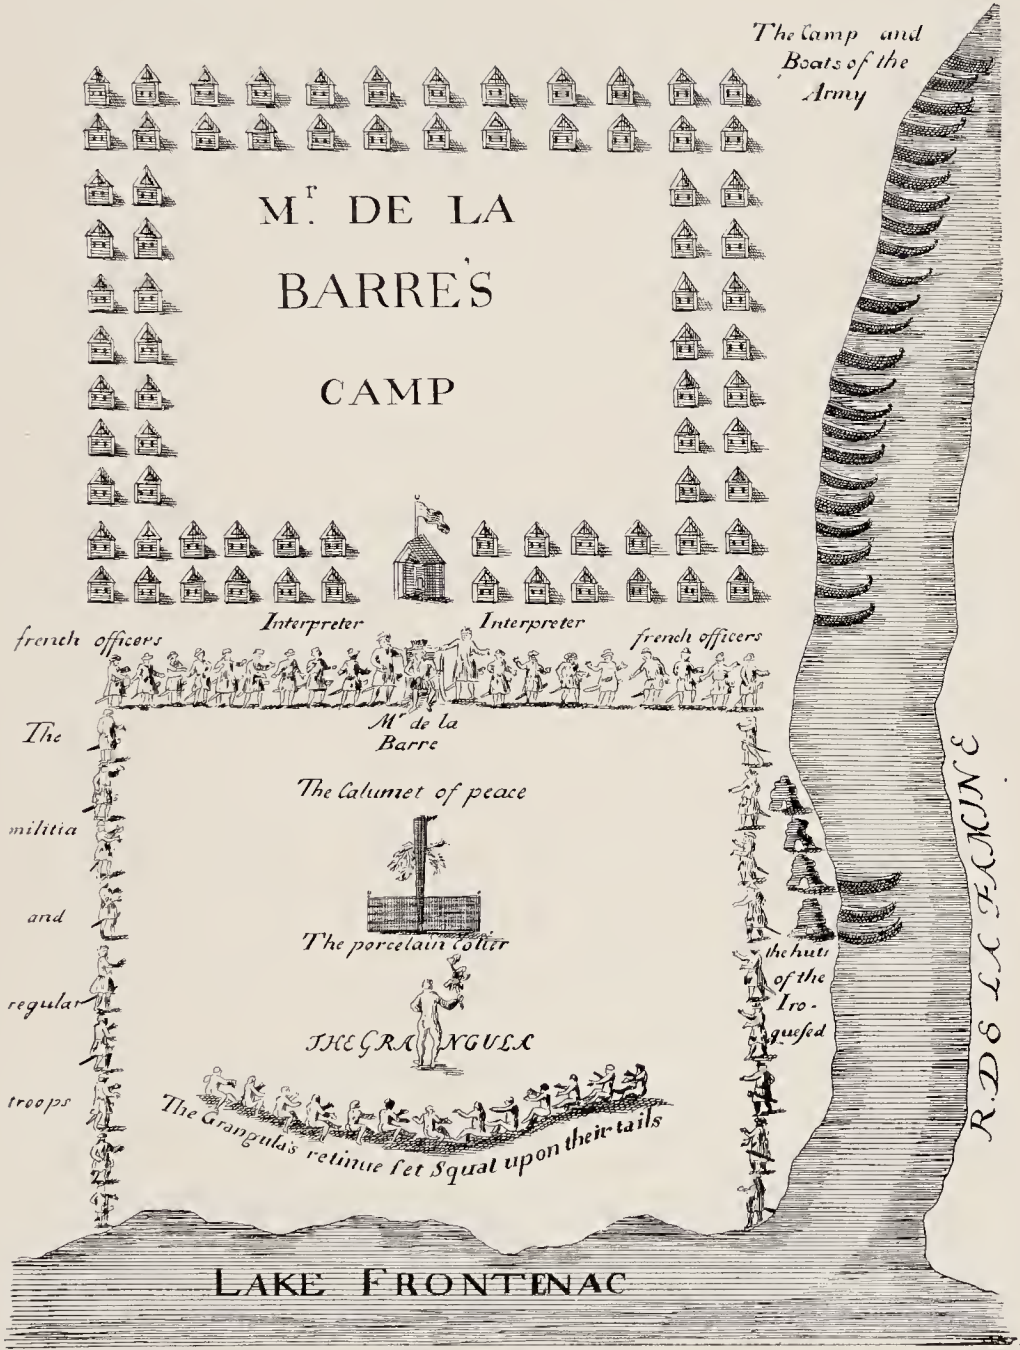 The Camp and
Boats of the
Army
Mr. DE LA
BARRE'S
CAMP
Interpreter
Interpreter
french officers
french officers
Mr de la
Barre
The
militia
and
regular
troops
The Calumet of peace
The porcelain Colier
THE GRANGULA
The Grangula's retinue set Squat upon their tails
the huts
of the
Iro-
quesed
R. DE LA FAMINE
LAKE FRONTENAC